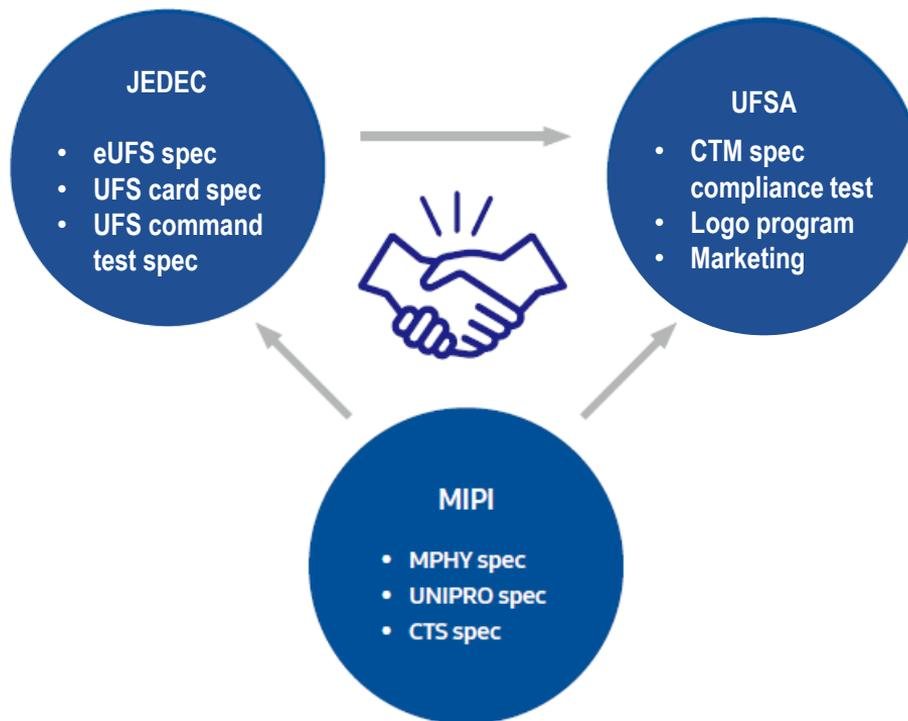 JEDEC
• eUFS spec
• UFS card spec
• UFS command
test spec
UFSA
• CTM spec
compliance test
• Logo program
• Marketing
MIPI
• MPHY spec
• UNIPRO spec
• CTS spec